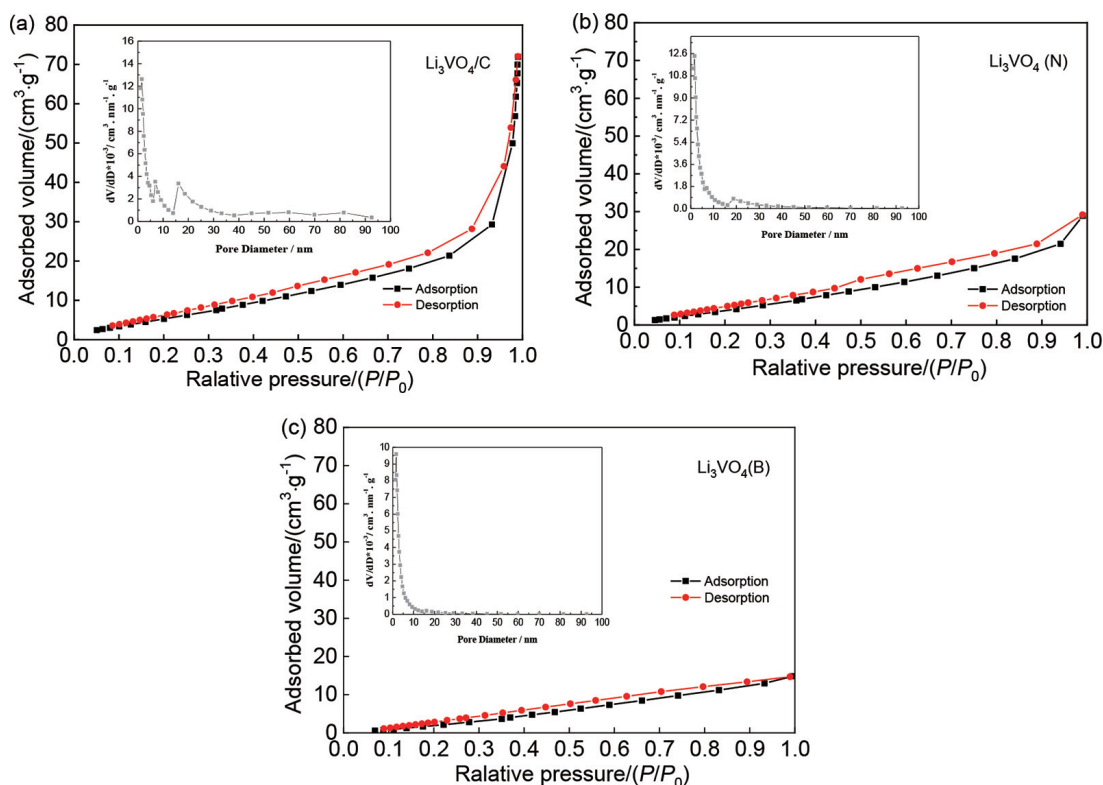 (a)
80
70
60
50
40
30
20
10
0
Adsorbed volume/(cm³·g⁻¹)
0.0 0.1 0.2 0.3 0.4 0.5 0.6 0.7 0.8 0.9 1.0
Ralative pressure/(P/P₀)
Li₃VO₄/C
Adsorption
Desorption
16
14
12
10
8
6
4
2
0
dV/dD*10⁻³/ cm³. nm⁻¹. g⁻¹
0 10 20 30 40 50 60 70 80 90 100
Pore Diameter / nm
(b)
80
70
60
50
40
30
20
10
0
Adsorbed volume/(cm³·g⁻¹)
0.0 0.1 0.2 0.3 0.4 0.5 0.6 0.7 0.8 0.9 1.0
Ralative pressure/(P/P₀)
Li₃VO₄ (N)
Adsorption
Desorption
12.6
10.8
9.0
7.2
5.4
3.6
1.8
0.0
dV/dD*10⁻³/ cm³. nm⁻¹. g⁻¹
0 10 20 30 40 50 60 70 80 90 100
Pore Diameter / nm
(c)
80
70
60
50
40
30
20
10
0
Adsorbed volume/(cm³·g⁻¹)
0.0 0.1 0.2 0.3 0.4 0.5 0.6 0.7 0.8 0.9 1.0
Ralative pressure/(P/P₀)
Li₃VO₄(B)
Adsorption
Desorption
10
9
8
7
6
5
4
3
2
1
0
dV/dD*10⁻³/ cm³. nm⁻¹. g⁻¹
0 10 20 30 40 50 60 70 80 90 100
Pore Diameter / nm